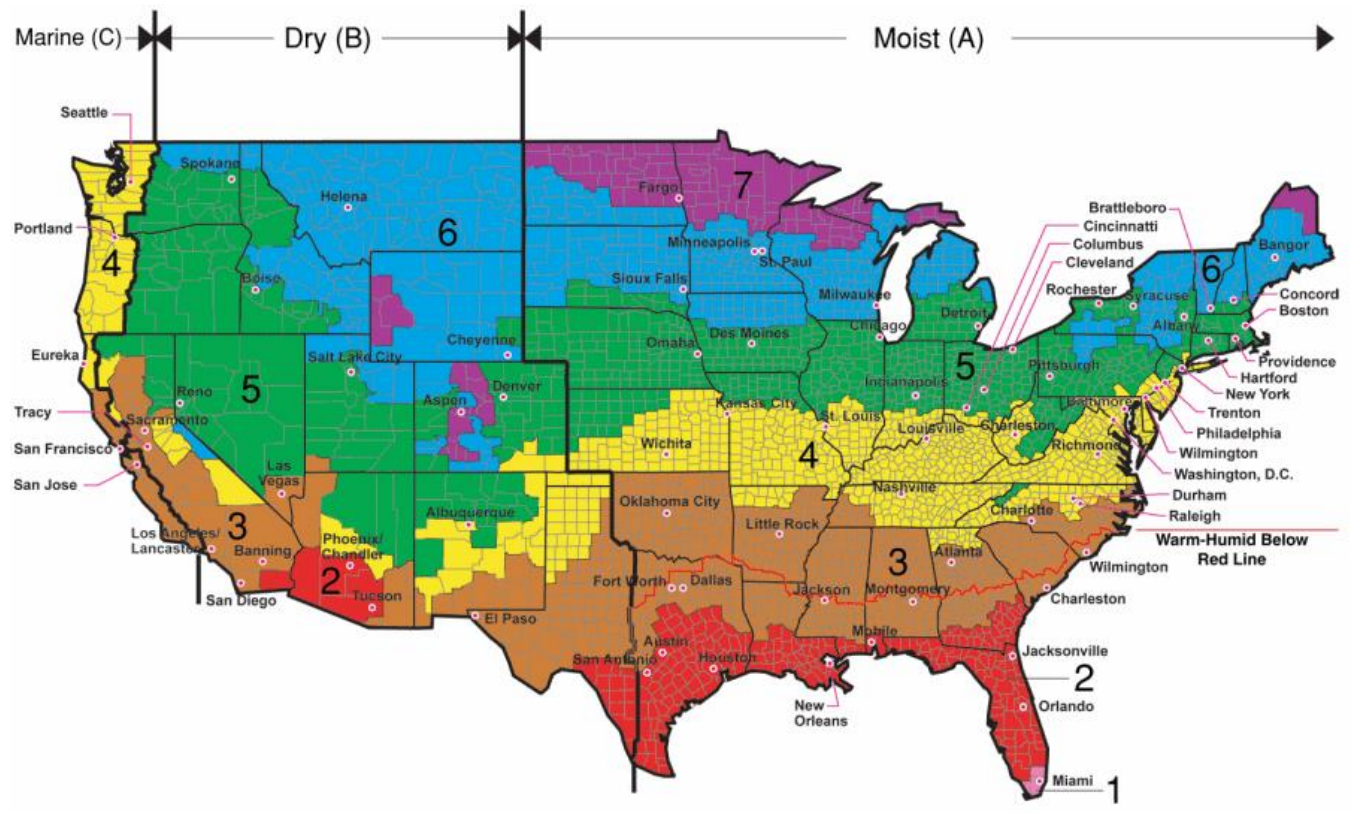 Marine (C)
Dry (B)
Moist (A)
Seattle
Spokane
Helena
Fargo
7
Portland
4
6
Minneapolis
St. Paul
Brattleboro
Cincinnatti
Columbus
Cleveland
6
Bangor
Boise
Sioux Falls
Milwaukee
Rochester
Syracuse
Concord
Boston
Detroit
Albany
Chicago
Eureka
Salt Lake City
Cheyenne
Omaha
Des Moines
Pittsburgh
Providence
Hartford
New York
Reno
5
Aspen
Denver
Indianapolis
5
Baltimore
Trenton
Tracy
Sacramento
Kansas City
St. Louis
Louisville
Charleston
Philadelphia
San Francisco
Wichita
4
Richmond
Wilmington
Washington, D.C.
San Jose
Las
Vegas
Nashville
Durham
Raleigh
Oklahoma City
Albuquerque
Little Rock
Charlotte
3
Los Angeles/
Lancaster
Banning
Phoenix/
Chandler
2
Atlanta
3
Warm-Humid Below
Red Line
Wilmington
San Diego
Tucson
El Paso
Fort Worth
Dallas
Jackson
Montgomery
Charleston
Austin
San Antonio
Houston
Mobile
Jacksonville
2
New
Orleans
Orlando
Miami
1